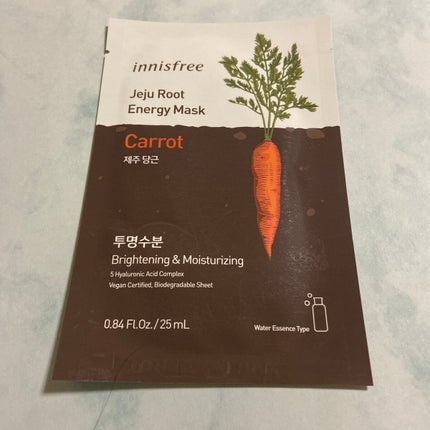 innisfree
Jeju Root
Energy Mask
Carrot
제주 당근
투명수분
Brightening & Moisturizing
5 Hyaluronic Acid Complex
Vegan Certified, Biodegradable Sheet
0.84 Fl.Oz. / 25 mL
Water Essence Type